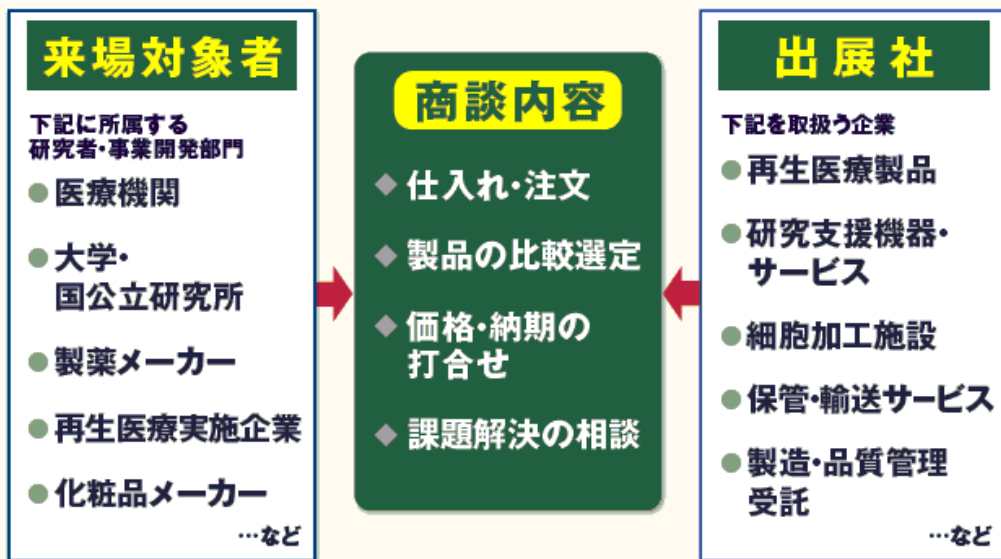 来場対象者
下記に所属する
研究者・事業開発部門
●医療機関
●大学・
国公立研究所
●製薬メーカー
●再生医療実施企業
●化粧品メーカー
…など
商談内容
◆仕入れ・注文
◆製品の比較選定
◆価格・納期の
打合せ
◆課題解決の相談
出展社
下記を取扱う企業
●再生医療製品
●研究支援機器・
サービス
●細胞加工施設
●保管・輸送サービス
●製造・品質管理
受託
…など